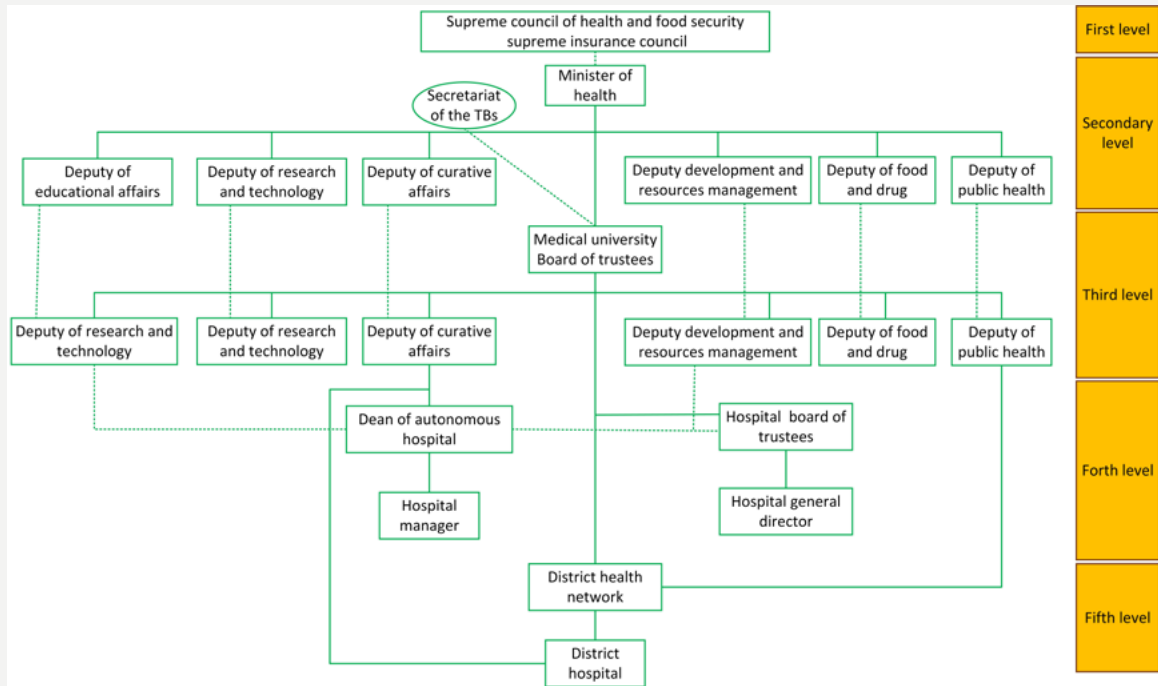 Supreme council of health and food security
supreme insurance council
First level
Minister of
health
Secretariat
of the TBs
Secondary
level
Deputy of
educational affairs
Deputy of research
and technology
Deputy of curative
affairs
Deputy development and
resources management
Deputy of food
and drug
Deputy of
public health
Medical university
Board of trustees
Third level
Deputy of research and
technology
Deputy of research
and technology
Deputy of curative
affairs
Deputy development and
resources management
Deputy of food
and drug
Deputy of
public health
Dean of autonomous
hospital
Hospital board of
trustees
Forth level
Hospital
manager
Hospital general
director
District health
network
Fifth level
District
hospital